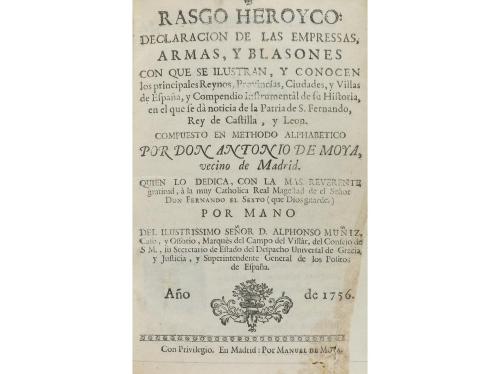 RASGO HEROYCO:
DECLARACION DE LAS EMPRESSAS,
ARMAS, Y BLASONES
CON QUE SE ILUSTRAN, Y CONOCEN
los principales Reynos, Provincias, Ciudades, y Villas
de España, y Compendio Instrumental de su Historia,
en el que se dà noticia de la Patria de S. Fernando,
Rey de Castilla, y Leon.
COMPUESTO EN METHODO ALPHABETICO
POR DON ANTONIO DE MOYA,
vecino de Madrid.
QUIEN LO DEDICA, CON LA MAS REVERENTE
gratitud, à la muy Catholica Real Magestad de el Señor
DON FERNANDO EL SEXTO (que Dios guarde.)
POR MANO
DEL ILUSTRISSIMO SEÑOR D. ALPHONSO MUÑIZ,
Caso, y Ossorio, Marquès del Campo del Villàr, del Consejo de
S M., su Secretario de Estado del Despacho Universal de Gracia,
y Justicia, y Superintendente General de los Positos
de España.
Año de 1756.
Con Privilegio. En Madrid: Por MANUEL DE MOYA.